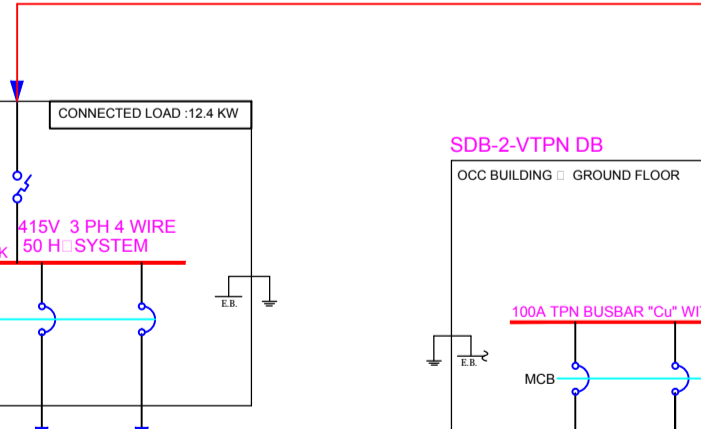 CONNECTED LOAD :12.4 KW
SDB-2-VTPN DB
OCC BUILDING □ GROUND FLOOR
415V 3 PH 4 WIRE
K 50 H□ SYSTEM
E.B.
100A TPN BUSBAR "Cu" WI
E.B.
MCB